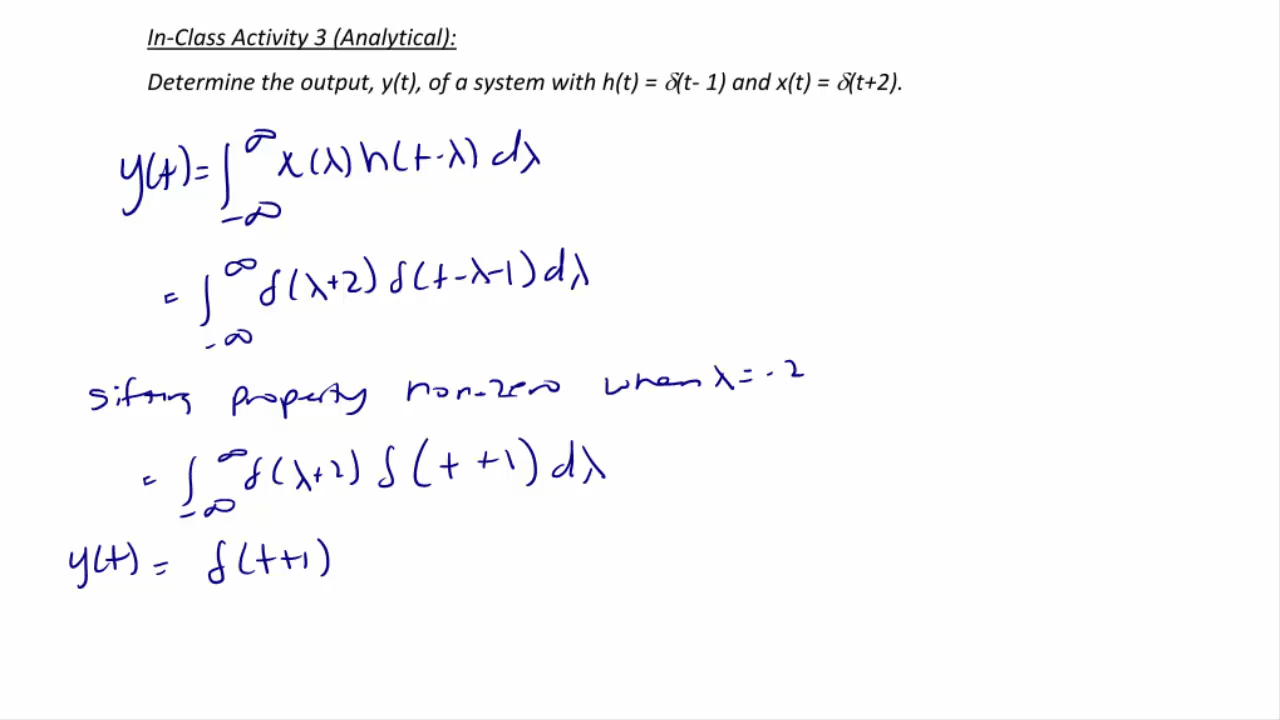 In-Class Activity 3 (Analytical):
Determine the output, y(t), of a system with h(t) = δ(t- 1) and x(t) = δ(t+2).
y(t) = ∫_{-∞}^{∞} x(λ) h(t-λ) dλ
= ∫_{-∞}^{∞} δ(λ+2) δ(t-λ-1) dλ
sifting property non-zero when λ = -2
= ∫_{-∞}^{∞} δ(λ+2) δ(t +1) dλ
y(t) = δ(t+1)